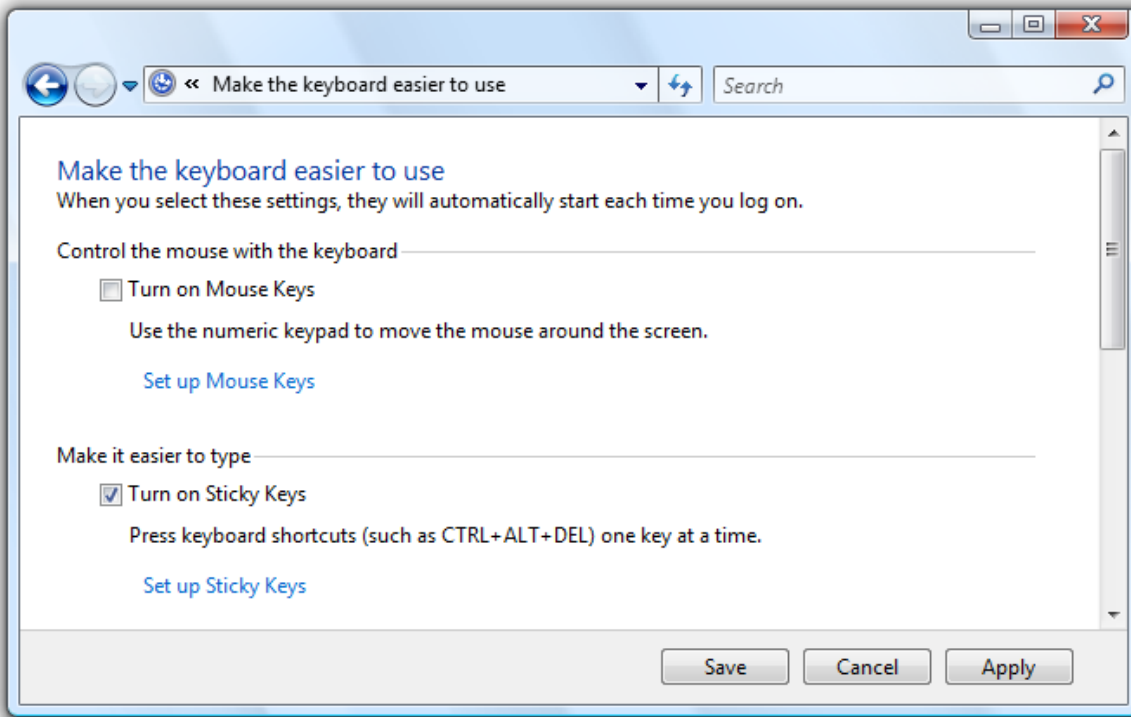 « Make the keyboard easier to use
Search
Make the keyboard easier to use
When you select these settings, they will automatically start each time you log on.
Control the mouse with the keyboard
Turn on Mouse Keys
Use the numeric keypad to move the mouse around the screen.
Set up Mouse Keys
Make it easier to type
Turn on Sticky Keys
Press keyboard shortcuts (such as CTRL+ALT+DEL) one key at a time.
Set up Sticky Keys
Save Cancel Apply